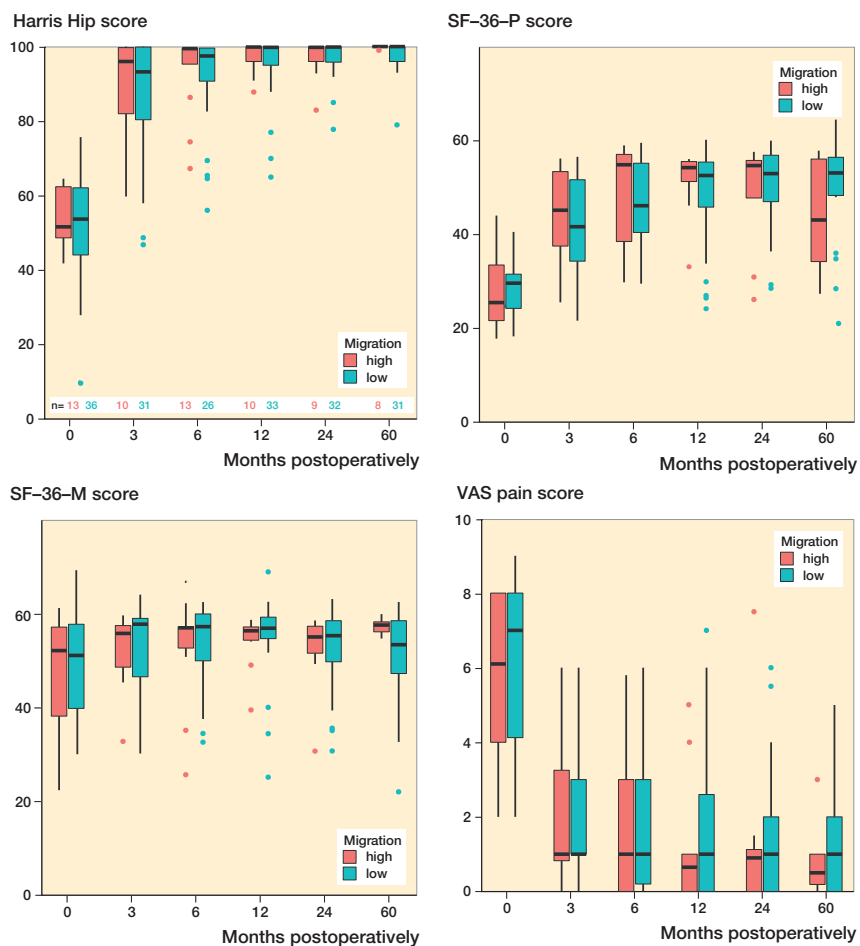 Harris Hip score
100
80
60
40
20
0
Migration
high
low
n= 13 36 10 31 13 26 10 33 9 32 8 31
0 3 6 12 24 60
Months postoperatively
SF–36–P score
80
60
40
20
0
Migration
high
low
0 3 6 12 24 60
Months postoperatively
SF–36–M score
80
60
40
20
0
Migration
high
low
0 3 6 12 24 60
Months postoperatively
VAS pain score
10
8
6
4
2
0
Migration
high
low
0 3 6 12 24 60
Months postoperatively